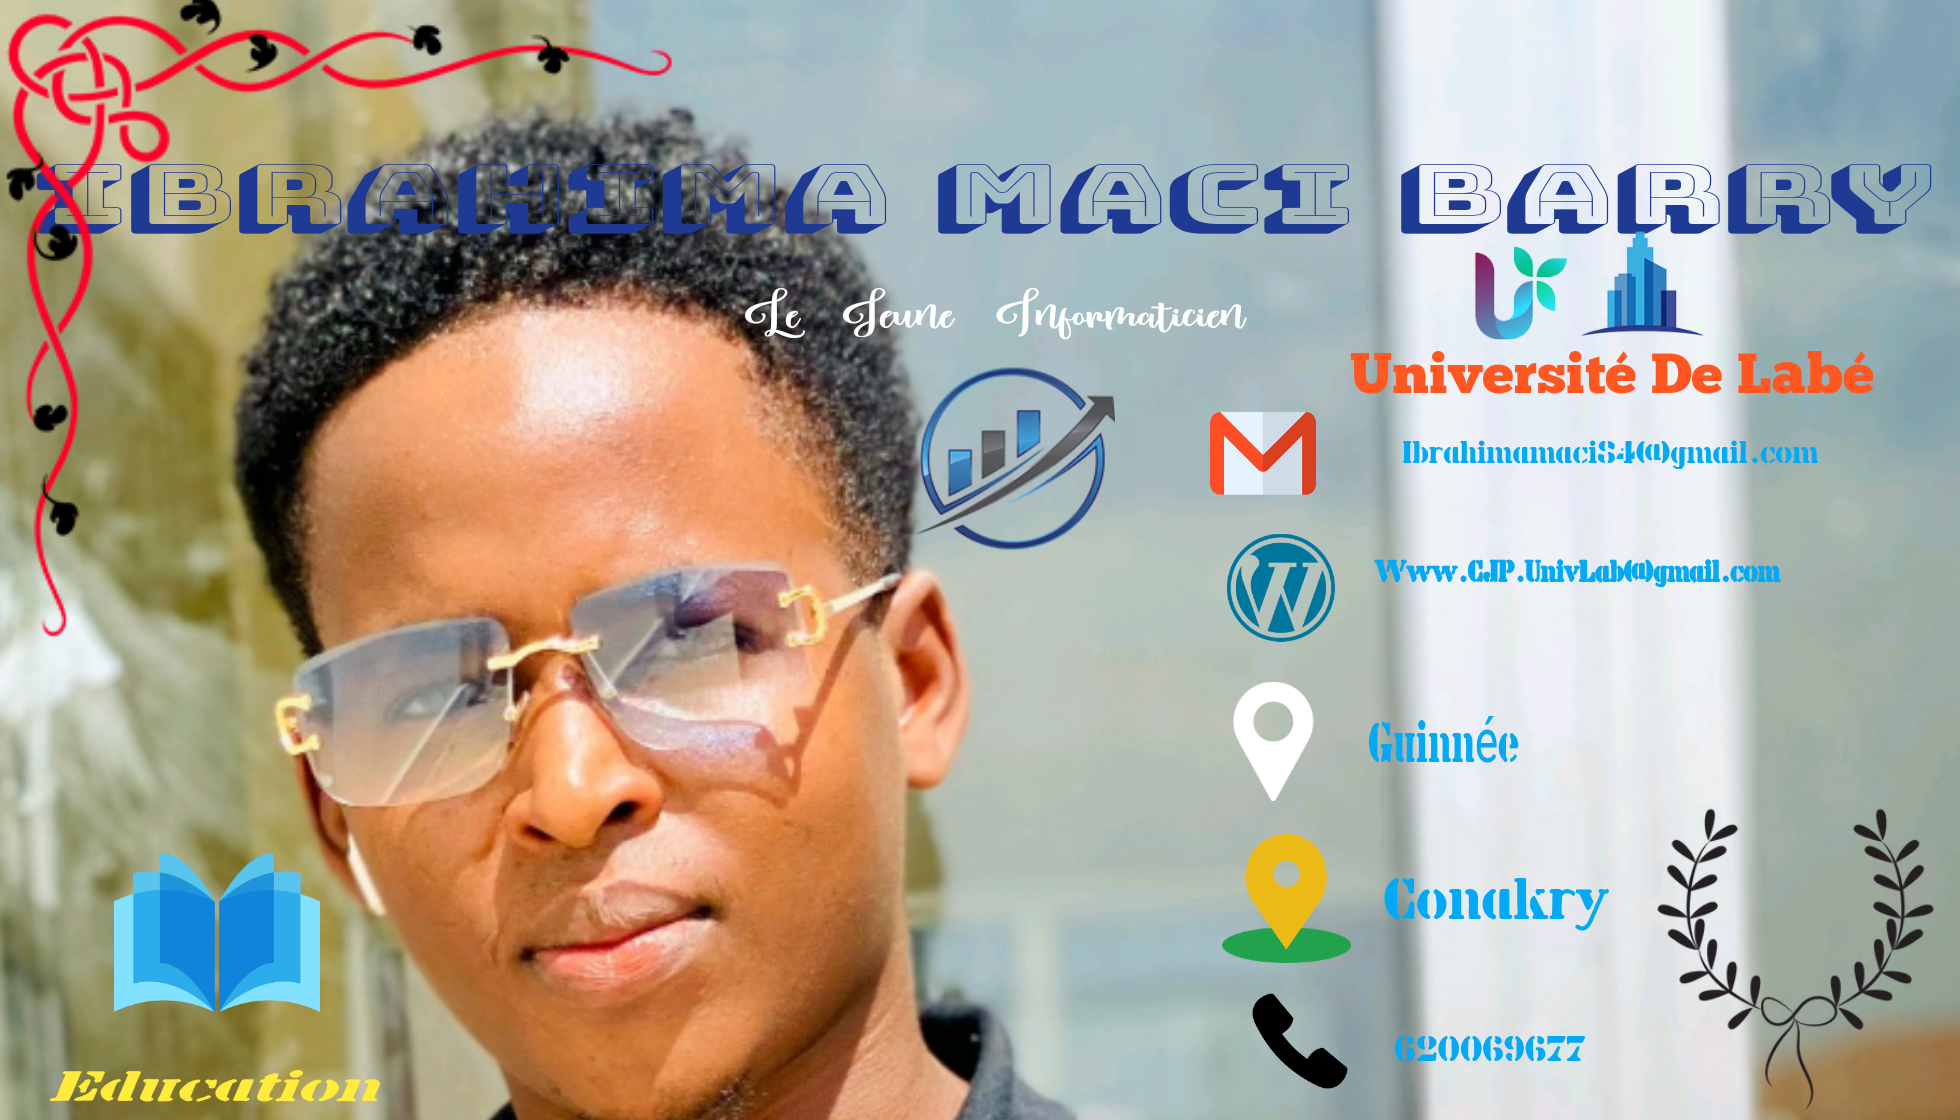 IBRAHIMA MACI BARRY
Le Jeune Informaticien
Université De Labé
IbrahimamaciS4@gmail.com
Www.CJP.UnivLab@gmail.com
Guinnée
Conakry
620069677
Education